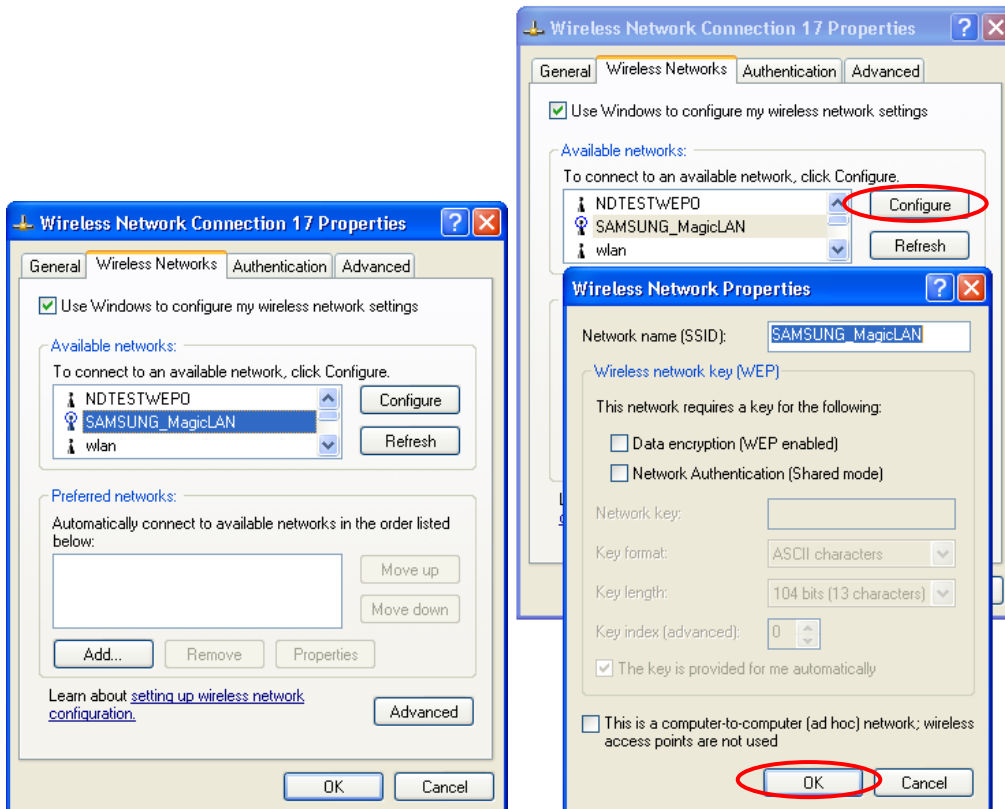 Wireless Network Connection 17 Properties
General Wireless Networks Authentication Advanced
Use Windows to configure my wireless network settings
Available networks:
To connect to an available network, click Configure.
NDTESTWEP0
SAMSUNG_MagicLAN
wlan
Configure
Refresh
Preferred networks:
Automatically connect to available networks in the order listed
below:
Move up
Move down
Add... Remove Properties
Learn about setting up wireless network
configuration.
Advanced
OK Cancel
Wireless Network Connection 17 Properties
General Wireless Networks Authentication Advanced
Use Windows to configure my wireless network settings
Available networks:
To connect to an available network, click Configure.
NDTESTWEP0
SAMSUNG_MagicLAN
wlan
Configure
Refresh
Wireless Network Properties
Network name (SSID): SAMSUNG_MagicLAN
Wireless network key (WEP)
This network requires a key for the following:
Data encryption (WEP enabled)
Network Authentication (Shared mode)
Network key:
Key format: ASCII characters
Key length: 104 bits (13 characters)
Key index (advanced): 0
The key is provided for me automatically
This is a computer-to-computer (ad hoc) network; wireless
access points are not used
OK Cancel